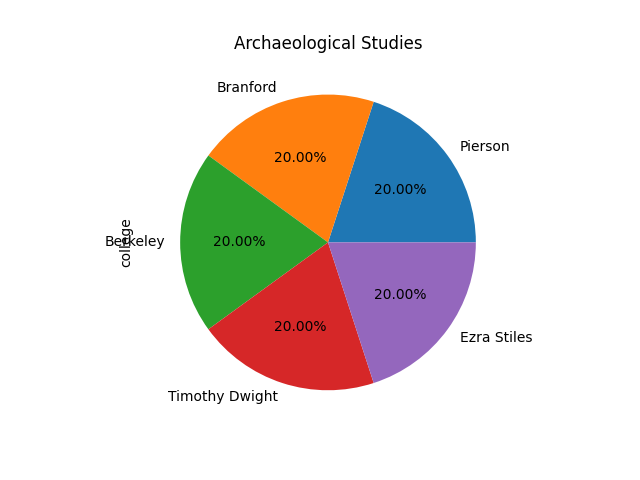 Archaeological Studies
Branford
Pierson
20.00%
20.00%
Berkeley
college
20.00%
20.00%
20.00%
Ezra Stiles
Timothy Dwight